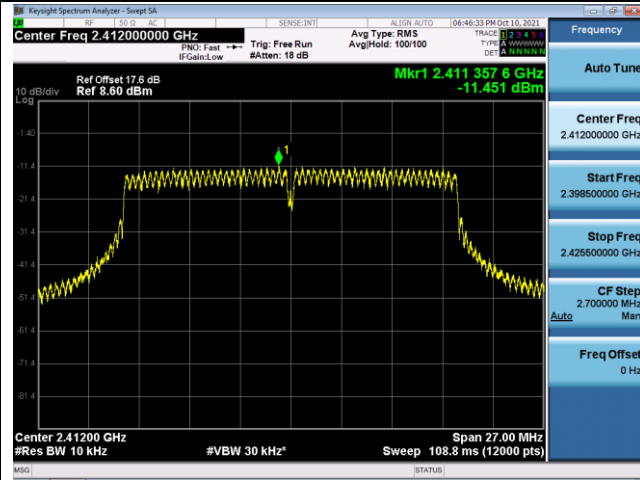 Keysight Spectrum Analyzer - Swept SA
RF 50 Ω AC SENSE:INT ALIGN AUTO 06:46:33 PM Oct 10, 2021
Center Freq 2.412000000 GHz
PNO: Fast
IFGain:Low
Trig: Free Run
#Atten: 18 dB
Avg Type: RMS
Avg|Hold: 100/100
TRACE 1 2 3 4 5 6
TYPE A WWWWW
DET A N N N N N
Ref Offset 17.6 dB
Ref 8.60 dBm
Mkr1 2.411 357 6 GHz
-11.451 dBm
10 dB/div
Log
-1.40
-11.4
-21.4
-31.4
-41.4
-51.4
-61.4
-71.4
-81.4
1
Center 2.41200 GHz
#Res BW 10 kHz
#VBW 30 kHz*
Span 27.00 MHz
Sweep 108.8 ms (12000 pts)
MSG
STATUS
Frequency
Auto Tune
Center Freq
2.412000000 GHz
Start Freq
2.398500000 GHz
Stop Freq
2.425500000 GHz
CF Step
2.700000 MHz
Auto Man
Freq Offset
0 Hz